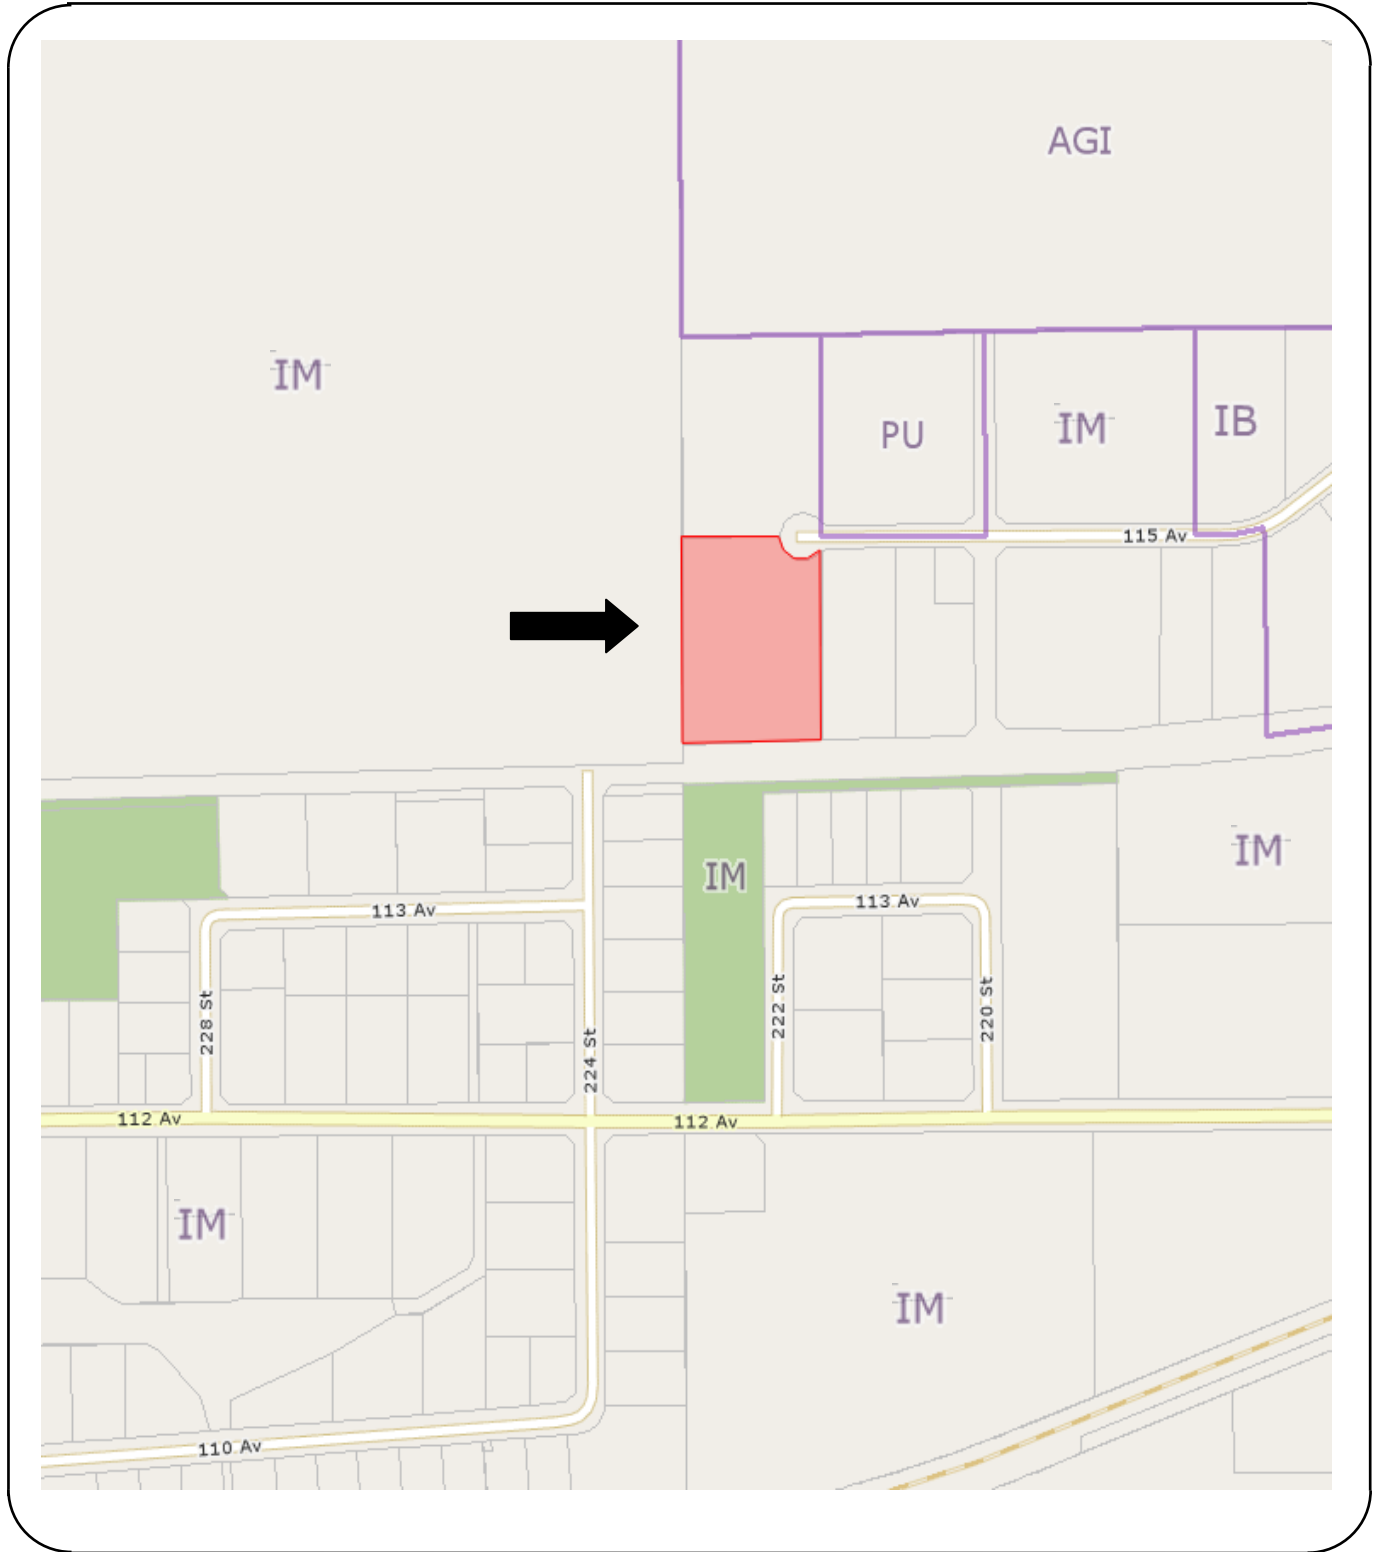 AGI
IM
PU
IM
IB
115 Av
IM
IM
113 Av
113 Av
228 St
224 St
222 St
220 St
112 Av
112 Av
IM
IM
110 Av